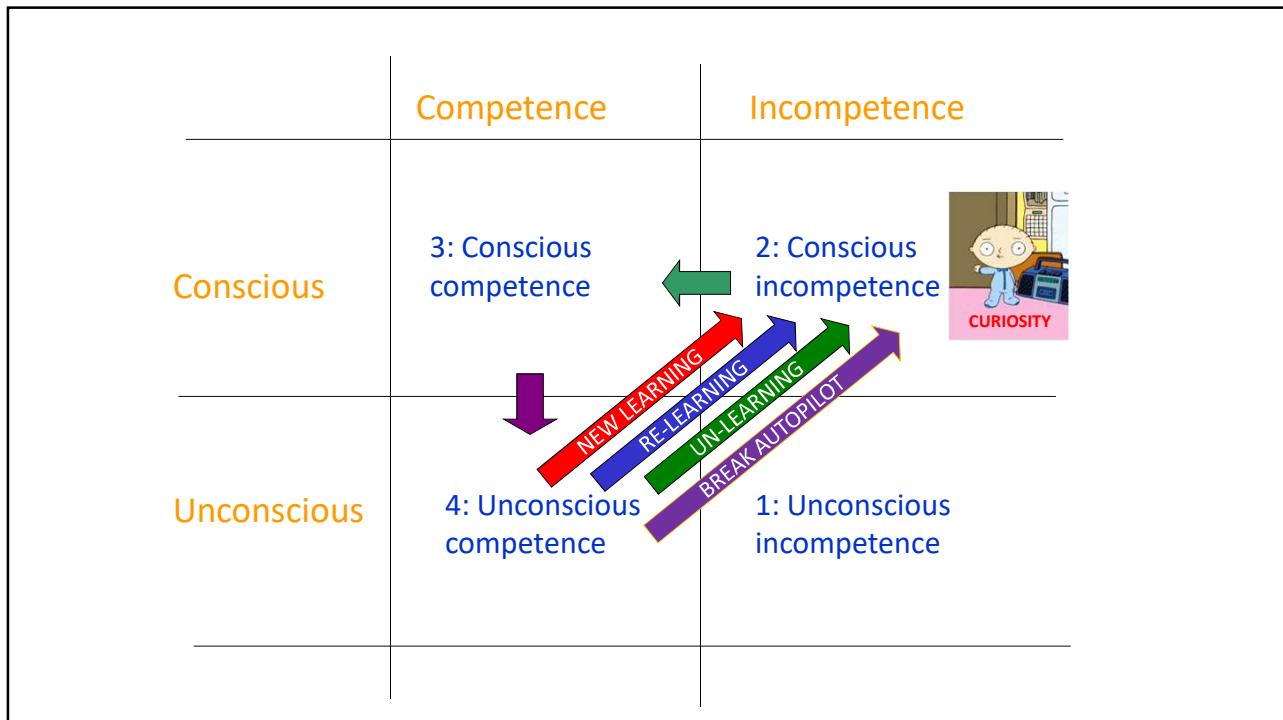 Competence
Incompetence
Conscious
3: Conscious
competence
2: Conscious
incompetence
CURIOSITY
NEW LEARNING
RE-LEARNING
UN-LEARNING
BREAK AUTOPILOT
Unconscious
4: Unconscious
competence
1: Unconscious
incompetence